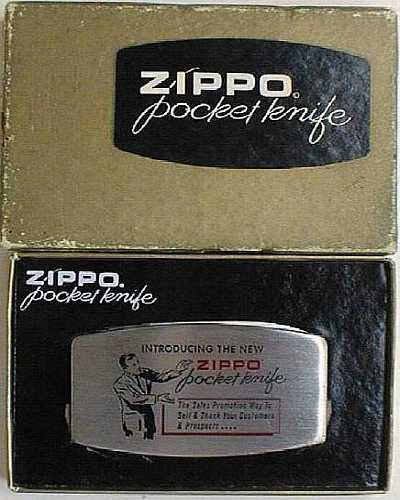 ZIPPO©
pocket knife
ZIPPO.
pocket knife
INTRODUCING THE NEW
ZIPPO
pocket knife
The Sales Promotion Way To
Sell & Thank Your Customers
& Prospects....